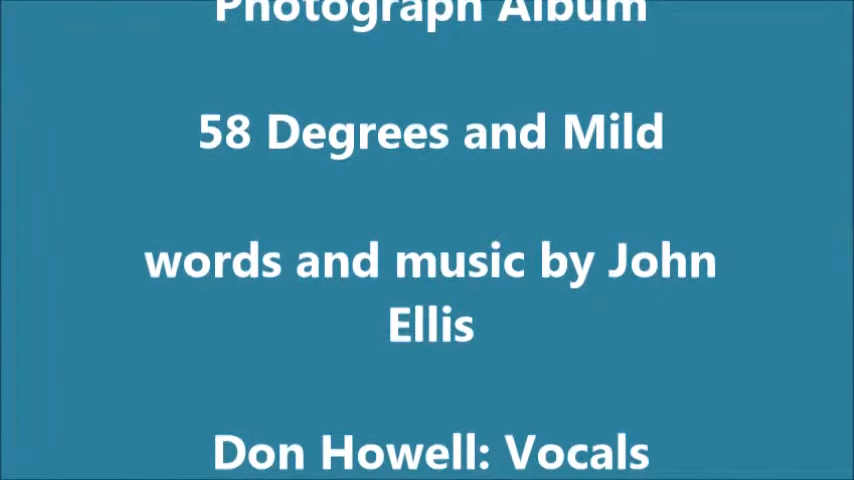 Photograph Album
58 Degrees and Mild
words and music by John
Ellis
Don Howell: Vocals